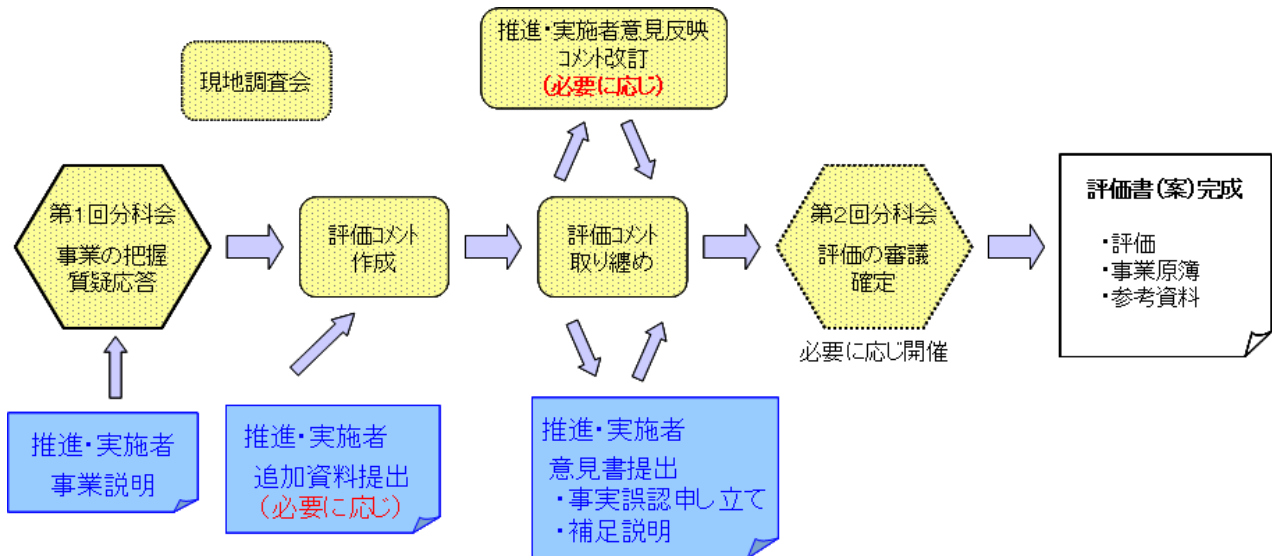 推進・実施者意見反映
コメント改訂
(必要に応じ)
現地調査会
第1回分科会
事業の把握
質疑応答
評価コメント
作成
評価コメント
取り纏め
第2回分科会
評価の審議
確定
必要に応じ開催
評価書(案)完成
・評価
・事業原簿
・参考資料
推進・実施者
事業説明
推進・実施者
追加資料提出
(必要に応じ)
推進・実施者
意見書提出
・事実誤認申し立て
・補足説明